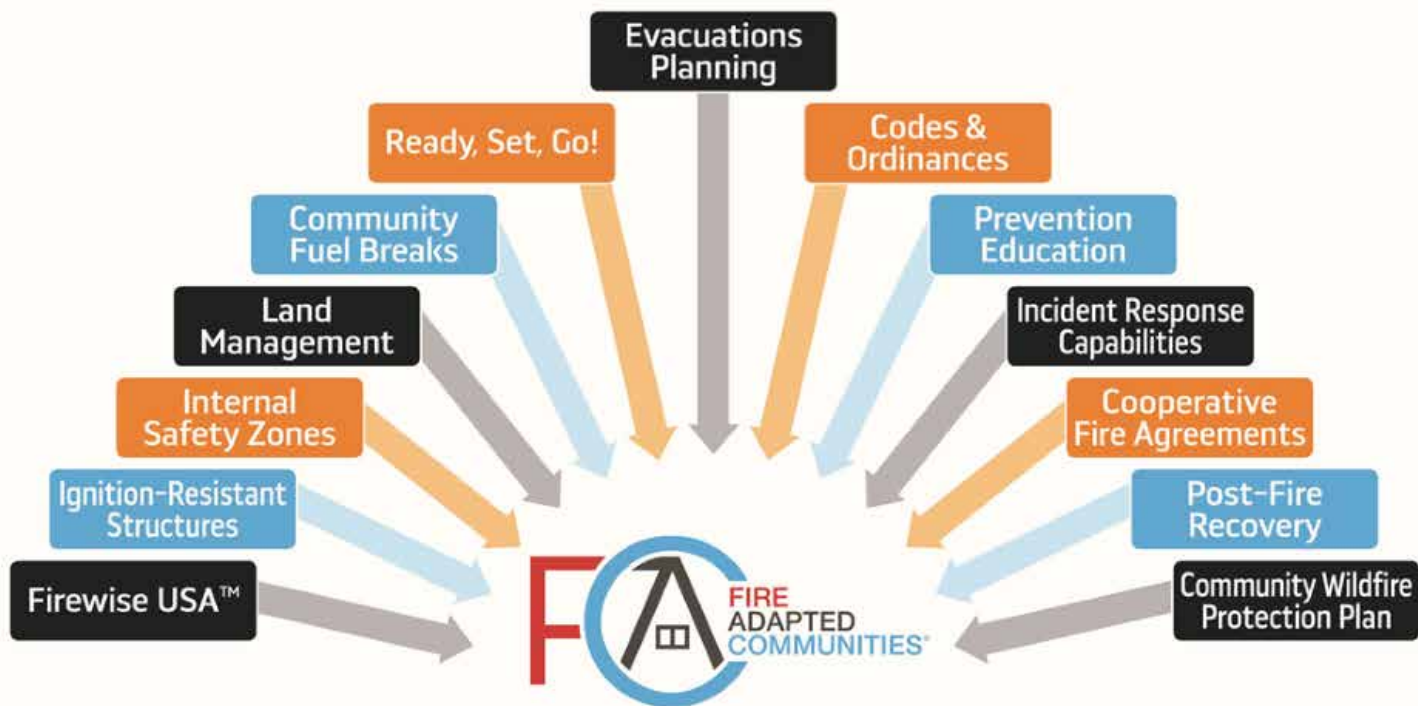 Evacuations
Planning
Ready, Set, Go!
Codes &
Ordinances
Community
Fuel Breaks
Prevention
Education
Land
Management
Incident Response
Capabilities
Internal
Safety Zones
Cooperative
Fire Agreements
Ignition-Resistant
Structures
Post-Fire
Recovery
Firewise USA™
Community Wildfire
Protection Plan
FAC
FIRE
ADAPTED
COMMUNITIES®